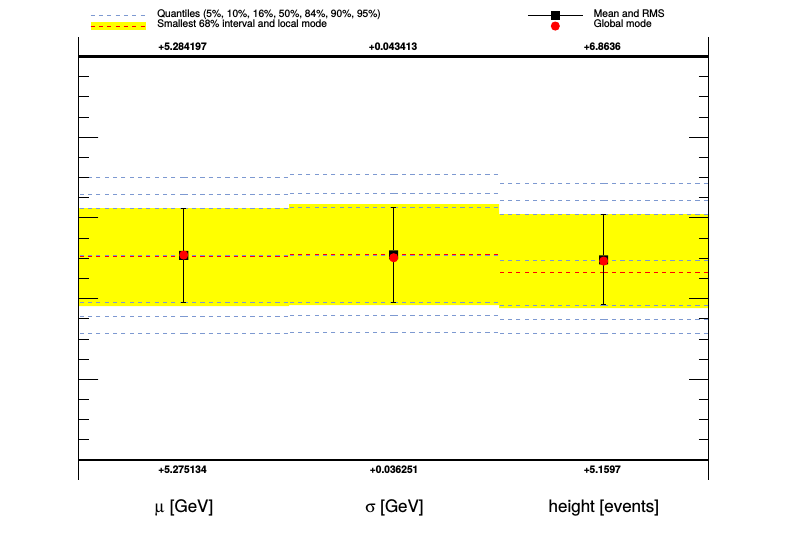 Quantiles (5%, 10%, 16%, 50%, 84%, 90%, 95%)
Smallest 68% interval and local mode
Mean and RMS
Global mode
+5.284197 +0.043413 +6.8636
+5.275134 +0.036251 +5.1597
μ [GeV] σ [GeV] height [events]